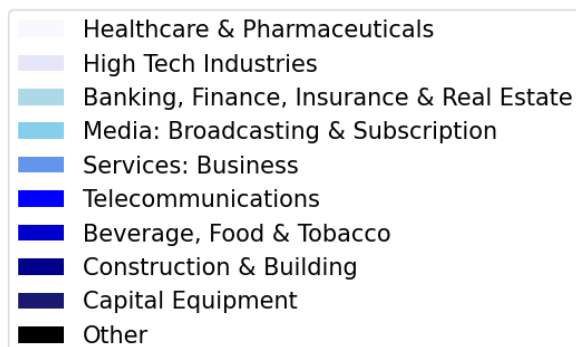 Healthcare & Pharmaceuticals
High Tech Industries
Banking, Finance, Insurance & Real Estate
Media: Broadcasting & Subscription
Services: Business
Telecommunications
Beverage, Food & Tobacco
Construction & Building
Capital Equipment
Other